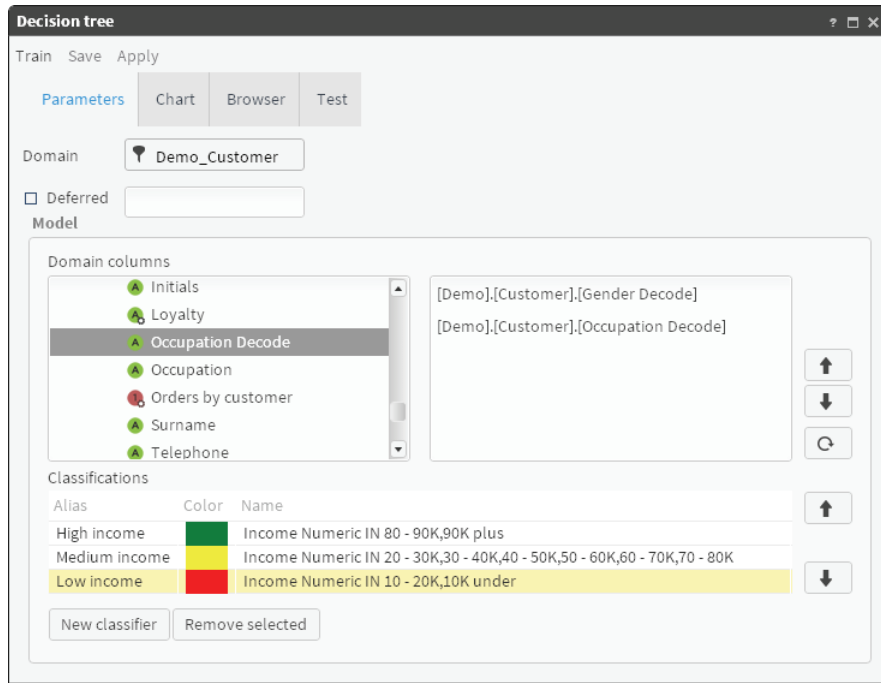 Decision tree
Train Save Apply
Parameters Chart Browser Test
Domain Demo_Customer
Deferred
Model
Domain columns
Initials
Loyalty
Occupation Decode
Occupation
Orders by customer
Surname
Telephone
[Demo].[Customer].[Gender Decode]
[Demo].[Customer].[Occupation Decode]
Classifications
Alias Color Name
High income Income Numeric IN 80 - 90K,90K plus
Medium income Income Numeric IN 20 - 30K,30 - 40K,40 - 50K,50 - 60K,60 - 70K,70 - 80K
Low income Income Numeric IN 10 - 20K,10K under
New classifier Remove selected